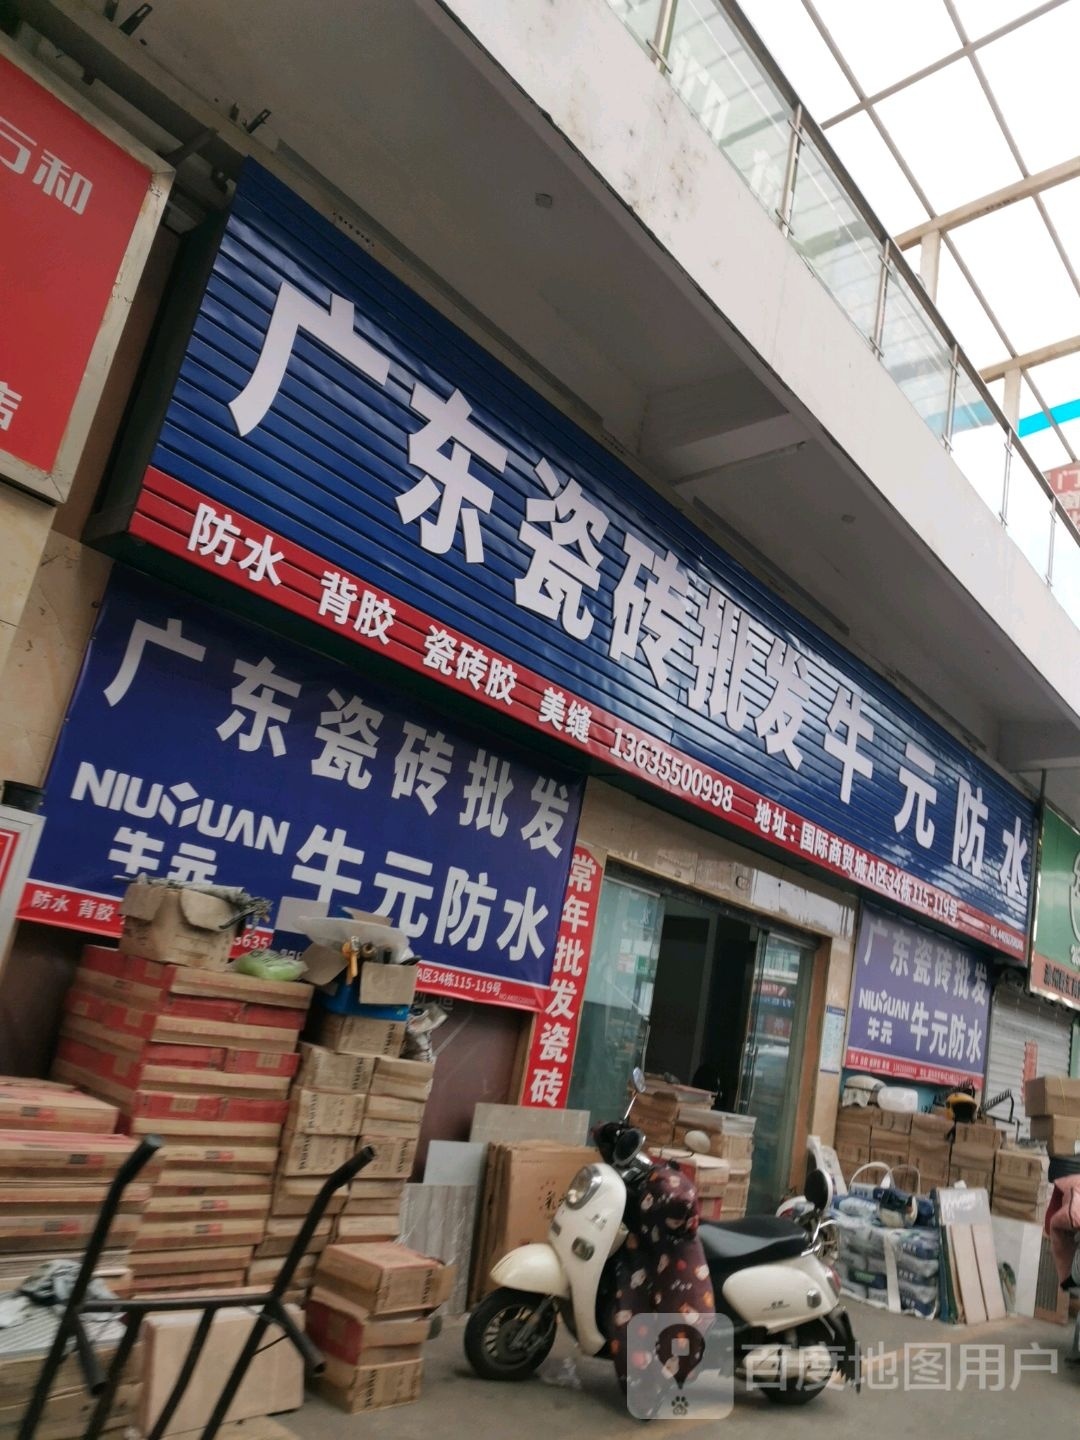 万和
店
广东瓷砖批发牛元防水
防水 背胶 瓷砖胶 美缝 13635500998 地址：国际商贸城A区34栋115-119号
广东瓷砖批发
NIUYUAN
牛元
牛元防水
防水 背胶
A区34栋115-119号
常年批发瓷砖
广东瓷砖批发
NIUYUAN
牛元
牛元防水
百度地图用户